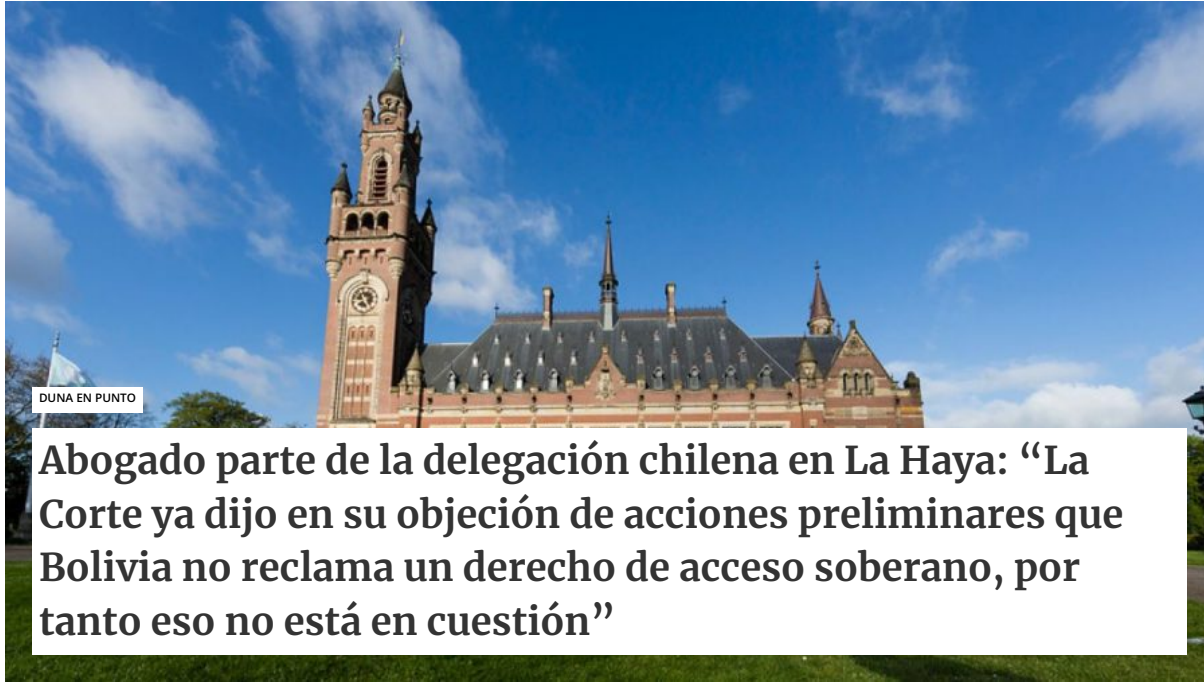 DUNA EN PUNTO
Abogado parte de la delegación chilena en La Haya: “La
Corte ya dijo en su objeción de acciones preliminares que
Bolivia no reclama un derecho de acceso soberano, por
tanto eso no está en cuestión”